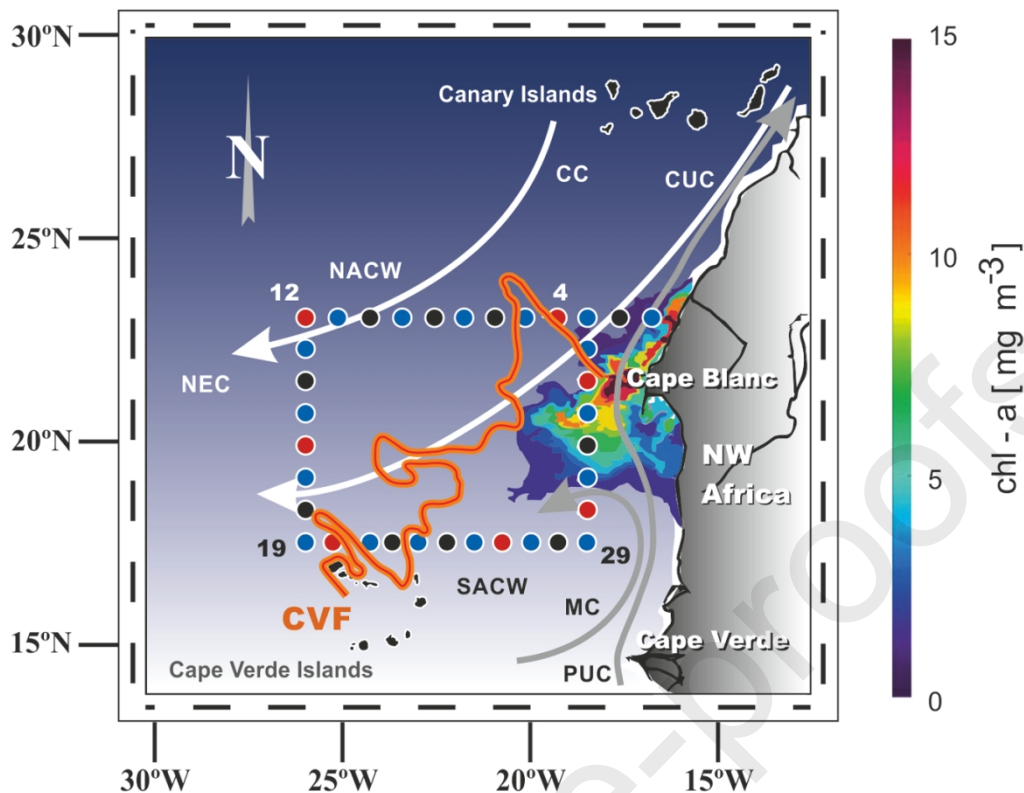 30ºN
25ºN
20ºN
15ºN
30ºW
25ºW
20ºW
15ºW
N
Canary Islands
CC
CUC
NACW
12
4
NEC
Cape Blanc
NW
Africa
19
29
SACW
CVF
MC
Cape Verde
Cape Verde Islands
PUC
15
10
5
0
chl - a [ mg m-3]
e-proofs